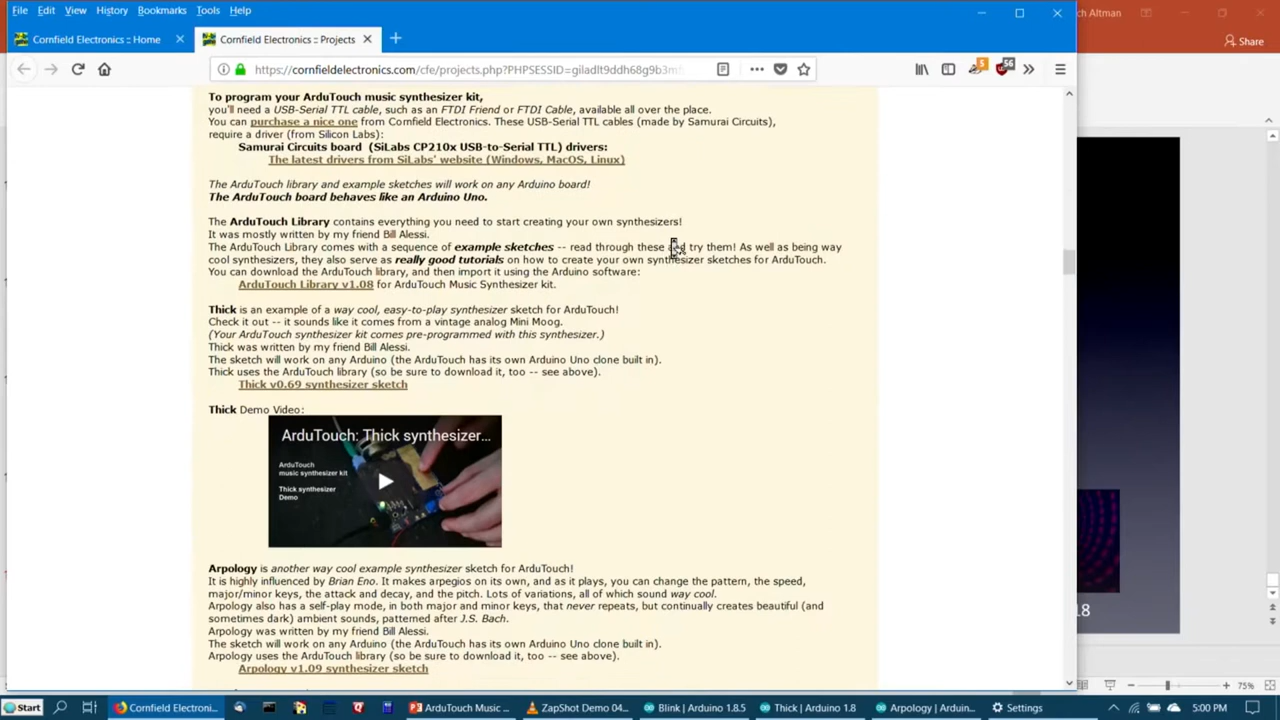 File Edit View History Bookmarks Tools Help
ch Altman
Cornfield Electronics :: Home
Cornfield Electronics :: Projects
Share
https://cornfieldelectronics.com/cfe/projects.php?PHPSESSID=
5
56
To program your ArduTouch music synthesizer kit,
you'll need a USB-Serial TTL cable, such as an FTDI Friend or FTDI Cable, available all over the place.
You can purchase a nice one from Cornfield Electronics. These USB-Serial TTL cables (made by Samurai Circuits),
require a driver (from Silicon Labs):
Samurai Circuits board (SiLabs CP210x USB-to-Serial TTL) drivers:
The latest drivers from SiLabs' website (Windows, MacOS, Linux)
The ArduTouch library and example sketches will work on any Arduino board!
The ArduTouch board behaves like an Arduino Uno.
The ArduTouch Library contains everything you need to start creating your own synthesizers!
It was mostly written by my friend Bill Alessi.
The ArduTouch Library comes with a sequence of example sketches -- read through these and try them! As well as being way
cool synthesizers, they also serve as really good tutorials on how to create your own synthesizer sketches for ArduTouch.
You can download the ArduTouch library, and then import it using the Arduino software:
ArduTouch Library v1.08 for ArduTouch Music Synthesizer kit.
Thick is an example of a way cool, easy-to-play synthesizer sketch for ArduTouch!
Check it out -- it sounds like it comes from a vintage analog Mini Moog.
(Your ArduTouch synthesizer kit comes pre-programmed with this synthesizer.)
Thick was written by my friend Bill Alessi.
The sketch will work on any Arduino (the ArduTouch has its own Arduino Uno clone built in).
Thick uses the ArduTouch library (so be sure to download it, too -- see above).
Thick v0.69 synthesizer sketch
Thick Demo Video:
ArduTouch: Thick synthesizer...
ArduTouch
music synthesizer kit
Thick synthesizer
Demo
Arpology is another way cool example synthesizer sketch for ArduTouch!
It is highly influenced by Brian Eno. It makes arpegios on its own, and as it plays, you can change the pattern, the speed,
major/minor keys, the attack and decay, and the pitch. Lots of variations, all of which sound way cool.
Arpology also has a self-play mode, in both major and minor keys, that never repeats, but continually creates beautiful (and
sometimes dark) ambient sounds, patterned after J.S. Bach.
Arpology was written by my friend Bill Alessi.
The sketch will work on any Arduino (the ArduTouch has its own Arduino Uno clone built in).
Arpology uses the ArduTouch library (so be sure to download it, too -- see above).
Arpology v1.09 synthesizer sketch
18
75%
Start
Cornfield Electroni...
ArduTouch Music ...
ZapShot Demo 04...
Blink | Arduino 1.8.5
Thick | Arduino 1.8
Arpology | Arduin...
Settings
5:00 PM